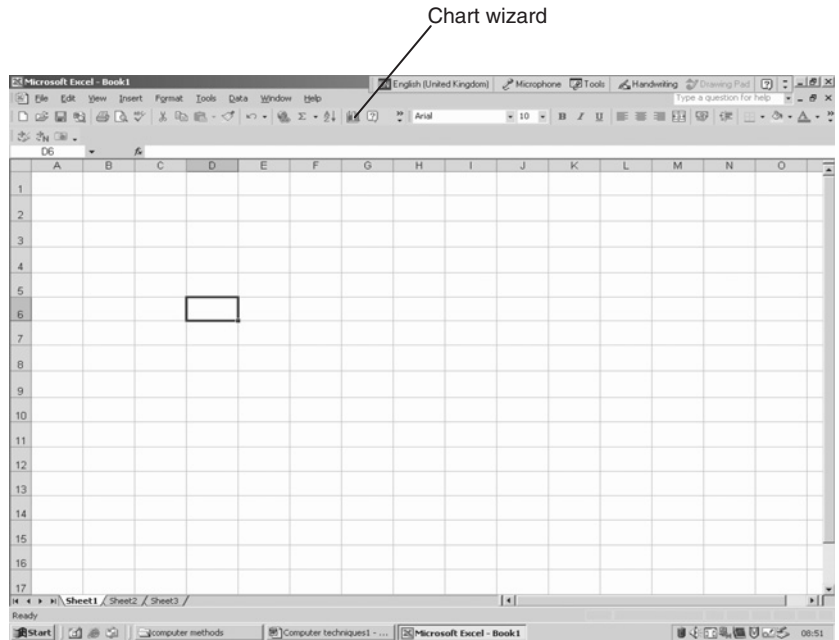 Chart wizard
Microsoft Excel - Book1
English (United Kingdom) Microphone Tools Handwriting Drawing Pad
File Edit View Insert Format Tools Data Window Help
Type a question for help
Arial 10 B I U
D6 fx
A B C D E F G H I J K L M N O
1
2
3
4
5
6
7
8
9
10
11
12
13
14
15
16
17
Sheet1 Sheet2 Sheet3
Ready
Start computer methods Computer techniques1 - ... Microsoft Excel - Book1 08:51